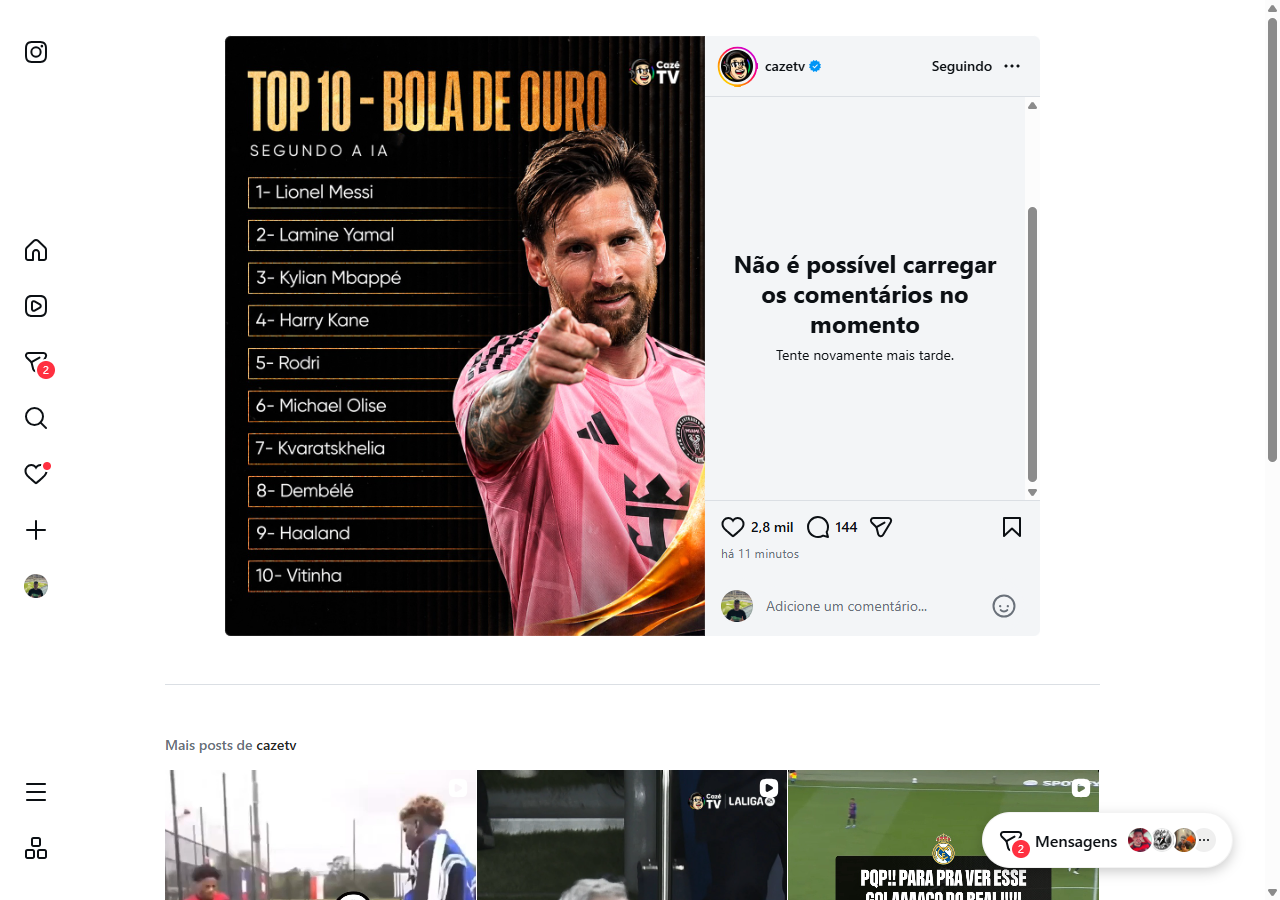 Cazé
TV
TOP 10 - BOLA DE OURO
SEGUNDO A IA
1- Lionel Messi
2- Lamine Yamal
3- Kylian Mbappé
4- Harry Kane
5- Rodri
6- Michael Olise
7- Kvaratskhelia
8- Dembélé
9- Haaland
10- Vitinha
cazetv
Seguindo
Não é possível carregar
os comentários no
momento
Tente novamente mais tarde.
2,8 mil
144
há 11 minutos
Adicione um comentário...
2
Mais posts de cazetv
Cazé
TV
LALIGA
PQP!! PARA PRA VER ESSE
GOLAAAAÇO DO REAL!!!!!
2
Mensagens